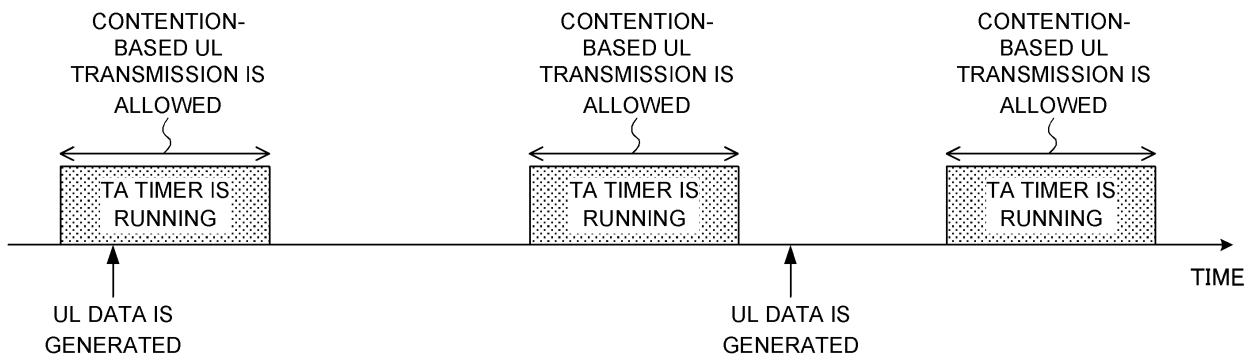 CONTENTION-
BASED UL
TRANSMISSION IS
ALLOWED
CONTENTION-
BASED UL
TRANSMISSION IS
ALLOWED
CONTENTION-
BASED UL
TRANSMISSION IS
ALLOWED
TA TIMER IS
RUNNING
TA TIMER IS
RUNNING
TA TIMER IS
RUNNING
TIME
UL DATA IS
GENERATED
UL DATA IS
GENERATED